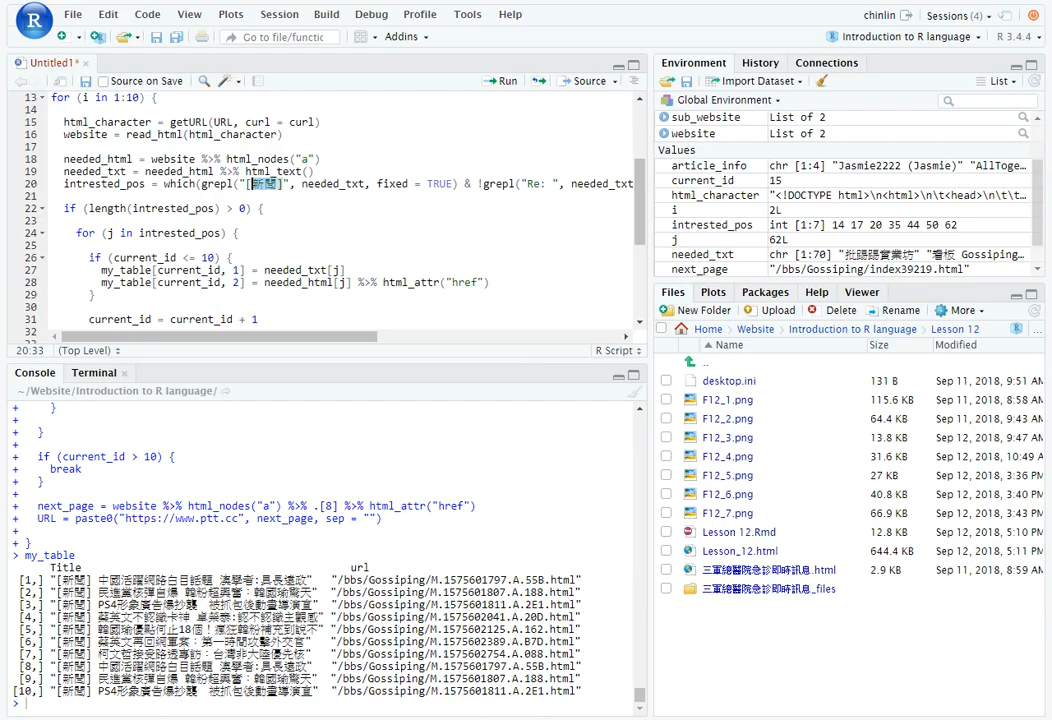 File Edit Code View Plots Session Build Debug Profile Tools Help
chinlin Sessions (4)
Go to file/functic Addins
Introduction to R language R 3.4.4
Untitled1*
Source on Save Run Source
13 for (i in 1:10) {
14
15 html_character = getURL(URL, curl = curl)
16 website = read_html(html_character)
17
18 needed_html = website %>% html_nodes("a")
19 needed_txt = needed_html %>% html_text()
20 intrested_pos = which(grepl("[新聞]", needed_txt, fixed = TRUE) & !grepl("Re: ", needed_txt
21
22 if (length(intrested_pos) > 0) {
23
24 for (j in intrested_pos) {
25
26 if (current_id <= 10) {
27 my_table[current_id, 1] = needed_txt[j]
28 my_table[current_id, 2] = needed_html[j] %>% html_attr("href")
29 }
30
31 current_id = current_id + 1
32
20:33 (Top Level) R Script
Console Terminal
~/Website/Introduction to R language/
+ }
+
+ }
+
+ if (current_id > 10) {
+ break
+ }
+
+ next_page = website %>% html_nodes("a") %>% .[8] %>% html_attr("href")
+ URL = paste0("https://www.ptt.cc", next_page, sep = "")
+
+ }
> my_table
Title url
[1,] "[新聞] 中國活躍網路白目話題 澳學者:具長遠政" "/bbs/Gossiping/M.1575601797.A.55B.html"
[2,] "[新聞] 民進黨核彈自爆 韓粉超興奮：韓國瑜驚天" "/bbs/Gossiping/M.1575601807.A.188.html"
[3,] "[新聞] PS4形象廣告爆抄襲 被抓包後動畫導演直" "/bbs/Gossiping/M.1575601811.A.2E1.html"
[4,] "[新聞] 蔡英文不認識卡神 卓榮泰:認不認識主觀感" "/bbs/Gossiping/M.1575602041.A.20D.html"
[5,] "[新聞] 韓國瑜優點何止18個！瘋狂韓粉補充到說不" "/bbs/Gossiping/M.1575602125.A.162.html"
[6,] "[新聞] 蔡英文再回網軍案：第一時間攻擊外交官" "/bbs/Gossiping/M.1575602389.A.B7D.html"
[7,] "[新聞] 柯文哲接受路透專訪：台灣非大陸優先核" "/bbs/Gossiping/M.1575602754.A.088.html"
[8,] "[新聞] 中國活躍網路白目話題 澳學者:具長遠政" "/bbs/Gossiping/M.1575601797.A.55B.html"
[9,] "[新聞] 民進黨核彈自爆 韓粉超興奮：韓國瑜驚天" "/bbs/Gossiping/M.1575601807.A.188.html"
[10,] "[新聞] PS4形象廣告爆抄襲 被抓包後動畫導演直" "/bbs/Gossiping/M.1575601811.A.2E1.html"
>
Environment History Connections
Import Dataset List
Global Environment
sub_website List of 2
website List of 2
Values
article_info chr [1:4] "Jasmie2222 (Jasmie)" "AllToge…
current_id 15
html_character "<!DOCTYPE html>\n<html>\n\t<head>\n\t\t…
i 2L
intrested_pos int [1:7] 14 17 20 35 44 50 62
j 62L
needed_txt chr [1:70] "批踢踢實業坊" "看板 Gossiping…
next_page "/bbs/Gossiping/index39219.html"
Files Plots Packages Help Viewer
New Folder Upload Delete Rename More
Home Website Introduction to R language Lesson 12 ...
Name Size Modified
..
desktop.ini 131 B Sep 11, 2018, 9:51 AM
F12_1.png 115.6 KB Sep 11, 2018, 8:58 AM
F12_2.png 64.4 KB Sep 11, 2018, 9:43 AM
F12_3.png 13.8 KB Sep 12, 2018, 9:47 AM
F12_4.png 31.6 KB Sep 12, 2018, 10:49 A
F12_5.png 27 KB Sep 12, 2018, 3:36 PM
F12_6.png 40.8 KB Sep 12, 2018, 3:40 PM
F12_7.png 66.9 KB Sep 12, 2018, 3:43 PM
Lesson 12.Rmd 12.8 KB Sep 12, 2018, 5:10 PM
Lesson_12.html 644.4 KB Sep 12, 2018, 5:11 PM
三軍總醫院急診即時訊息.html 2.9 KB Sep 11, 2018, 8:59 AM
三軍總醫院急診即時訊息_files